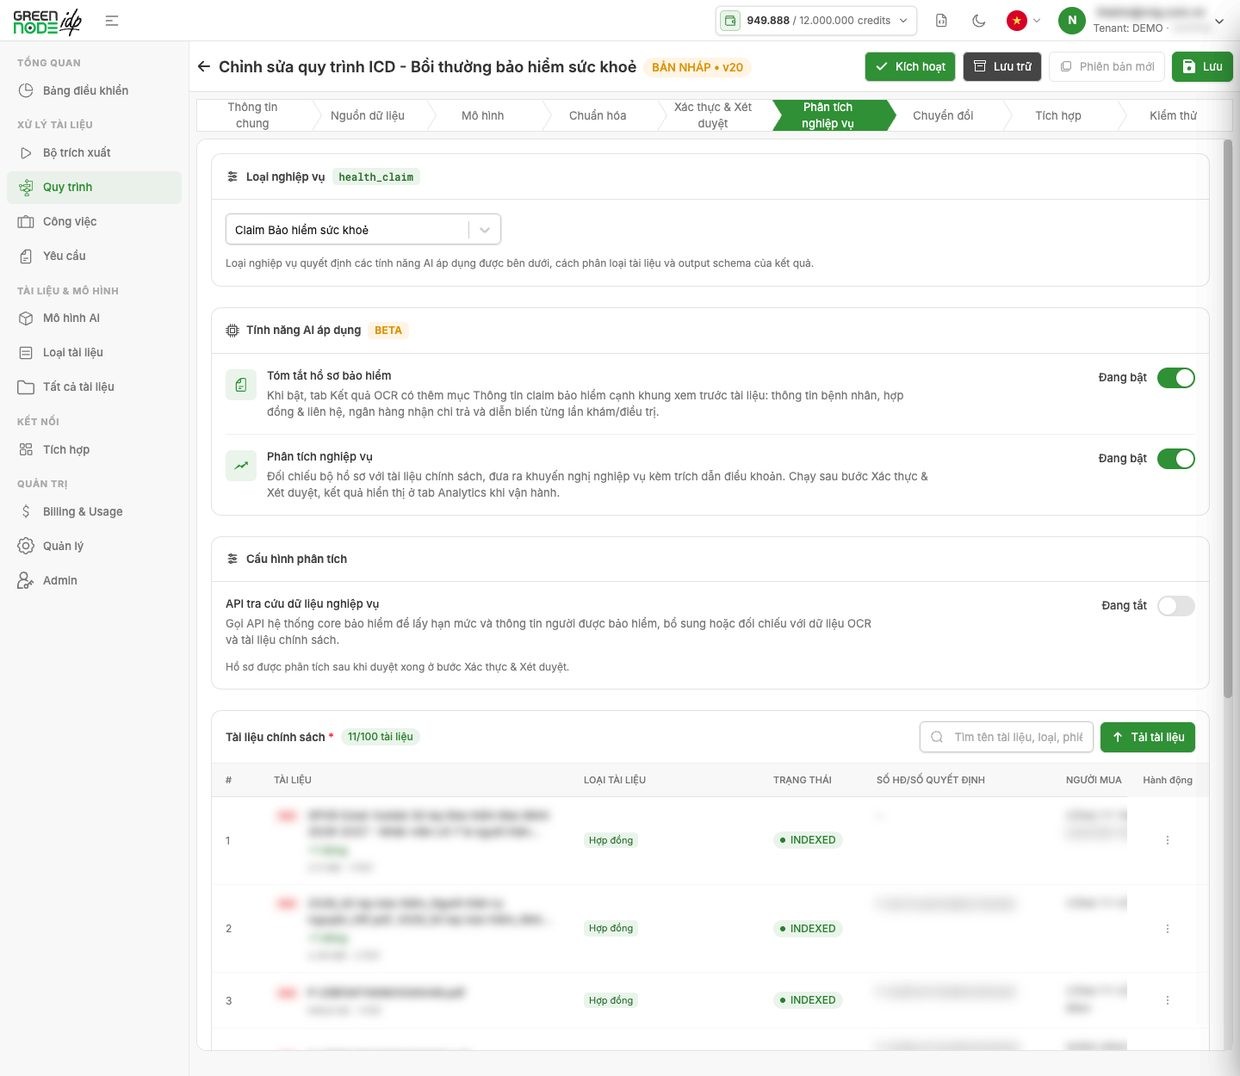 GREEN NODE idp
949.888 / 12.000.000 credits
N
Tenant: DEMO -
TỔNG QUAN
Bảng điều khiển
XỬ LÝ TÀI LIỆU
Bộ trích xuất
Quy trình
Công việc
Yêu cầu
TÀI LIỆU & MÔ HÌNH
Mô hình AI
Loại tài liệu
Tất cả tài liệu
KẾT NỐI
Tích hợp
QUẢN TRỊ
Billing & Usage
Quản lý
Admin
Chỉnh sửa quy trình ICD - Bồi thường bảo hiểm sức khoẻ BẢN NHÁP • v20
Kích hoạt
Lưu trữ
Phiên bản mới
Lưu
Thông tin chung
Nguồn dữ liệu
Mô hình
Chuẩn hóa
Xác thực & Xét duyệt
Phân tích nghiệp vụ
Chuyển đổi
Tích hợp
Kiểm thử
Loại nghiệp vụ health_claim
Claim Bảo hiểm sức khoẻ
Loại nghiệp vụ quyết định các tính năng AI áp dụng được bên dưới, cách phân loại tài liệu và output schema của kết quả.
Tính năng AI áp dụng BETA
Tóm tắt hồ sơ bảo hiểm
Khi bật, tab Kết quả OCR có thêm mục Thông tin claim bảo hiểm cạnh khung xem trước tài liệu: thông tin bệnh nhân, hợp
đồng & liên hệ, ngân hàng nhận chi trả và diễn biến từng lần khám/điều trị.
Đang bật
Phân tích nghiệp vụ
Đối chiếu bộ hồ sơ với tài liệu chính sách, đưa ra khuyến nghị nghiệp vụ kèm trích dẫn điều khoản. Chạy sau bước Xác thực &
Xét duyệt, kết quả hiển thị ở tab Analytics khi vận hành.
Đang bật
Cấu hình phân tích
API tra cứu dữ liệu nghiệp vụ
Gọi API hệ thống core bảo hiểm để lấy hạn mức và thông tin người được bảo hiểm, bổ sung hoặc đối chiếu với dữ liệu OCR
và tài liệu chính sách.
Đang tắt
Hồ sơ được phân tích sau khi duyệt xong ở bước Xác thực & Xét duyệt.
Tài liệu chính sách * 11/100 tài liệu
Tìm tên tài liệu, loại, phiê
Tải tài liệu
# TÀI LIỆU LOẠI TÀI LIỆU TRẠNG THÁI SỐ HĐ/SỐ QUYẾT ĐỊNH NGƯỜI MUA Hành động
1 Hợp đồng INDEXED
2 Hợp đồng INDEXED
3 Hợp đồng INDEXED